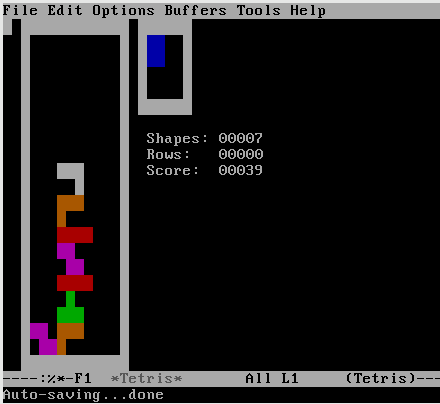 File Edit Options Buffers Tools Help
Shapes: 00007
Rows:   00000
Score:  00039
----:%*-F1  *Tetris*       All L1     (Tetris)---
Auto-saving...done